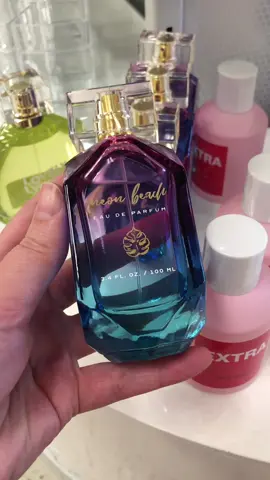 neon beach
EAU DE PARFUM
3.4 FL. OZ. / 100 ML
EXTRA
EXTRA